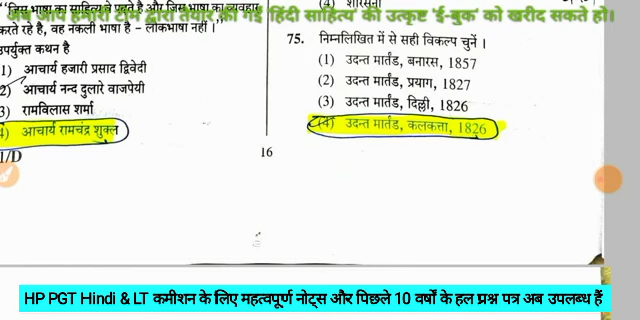 अब आप हमारी टीम द्वारा तैयार की गई 'हिंदी साहित्य' की उत्कृष्ट 'ई-बुक' को खरीद सकते हो।
"जिस भाषा का साहित्य वे पढ़ते है और जिस भाषा का व्यवहार
करते रहे है, वह नकली भाषा है – लोकभाषा नहीं ।"
उपर्युक्त कथन है
1) आचार्य हजारी प्रसाद द्विवेदी
2) आचार्य नन्द दुलारे वाजपेयी
3) रामविलास शर्मा
4) आचार्य रामचंद्र शुक्ल
1/D
16
(4) शौरसेनी
75. निम्नलिखित में से सही विकल्प चुनें ।
(1) उदन्त मार्तंड, बनारस, 1857
(2) उदन्त मार्तंड, प्रयाग, 1827
(3) उदन्त मार्तंड, दिल्ली, 1826
(4) उदन्त मार्तंड, कलकत्ता, 1826
HP PGT Hindi & LT कमीशन के लिए महत्वपूर्ण नोट्स और पिछले 10 वर्षों के हल प्रश्न पत्र अब उपलब्ध हैं